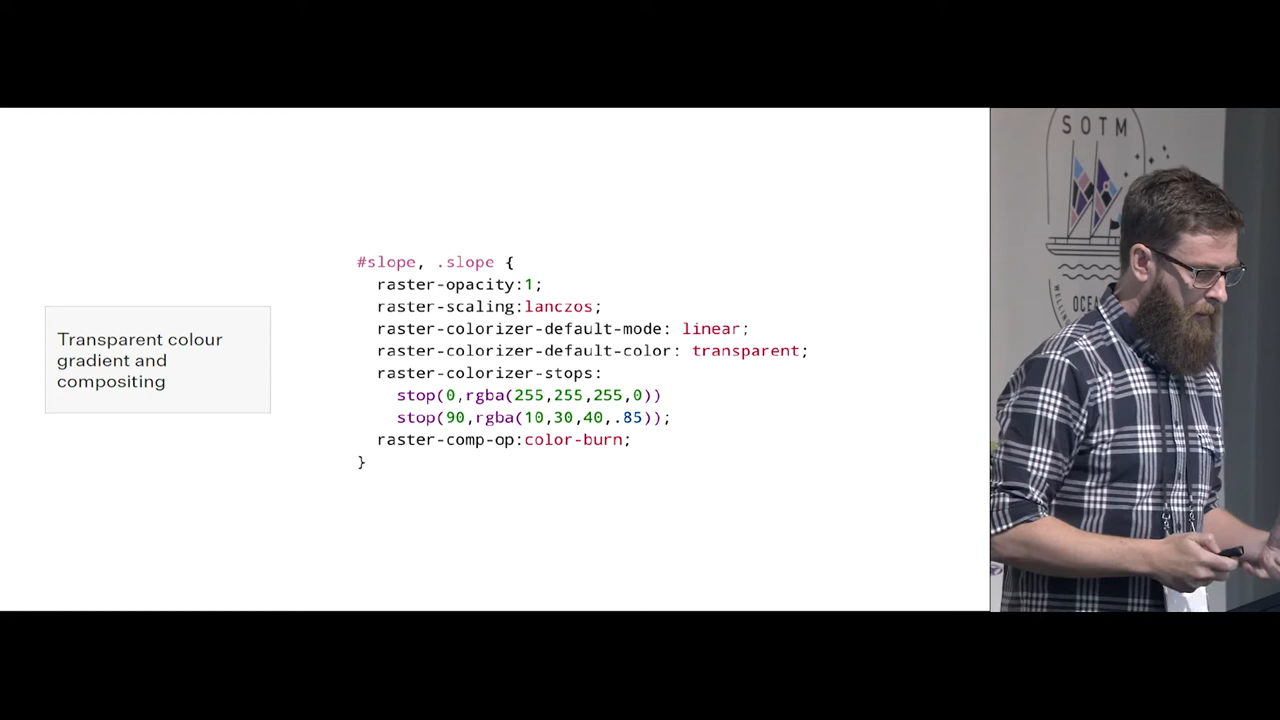 Transparent colour
gradient and
compositing
#slope, .slope {
raster-opacity:1;
raster-scaling:lanczos;
raster-colorizer-default-mode: linear;
raster-colorizer-default-color: transparent;
raster-colorizer-stops:
stop(0,rgba(255,255,255,0))
stop(90,rgba(10,30,40,.85));
raster-comp-op:color-burn;
}
SOTM